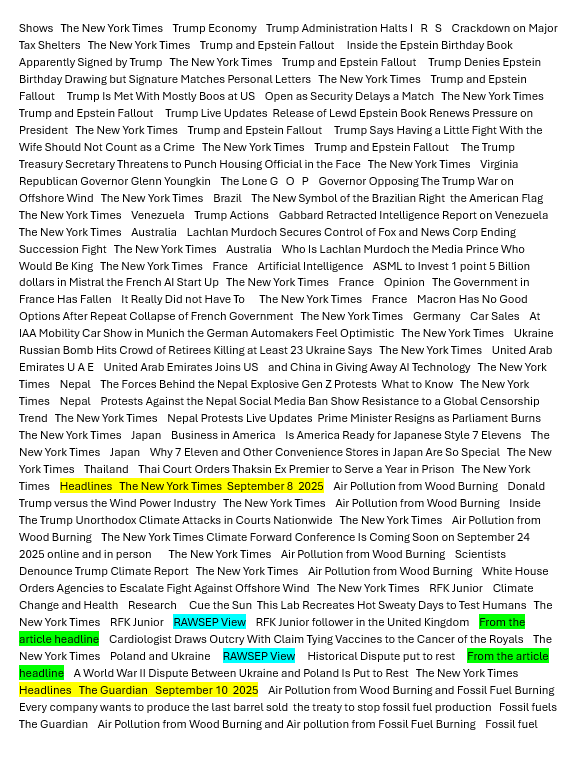 Shows The New York Times Trump Economy Trump Administration Halts I R S Crackdown on Major
Tax Shelters The New York Times Trump and Epstein Fallout Inside the Epstein Birthday Book
Apparently Signed by Trump The New York Times Trump and Epstein Fallout Trump Denies Epstein
Birthday Drawing but Signature Matches Personal Letters The New York Times Trump and Epstein
Fallout Trump Is Met With Mostly Boos at US Open as Security Delays a Match The New York Times
Trump and Epstein Fallout Trump Live Updates Release of Lewd Epstein Book Renews Pressure on
President The New York Times Trump and Epstein Fallout Trump Says Having a Little Fight With the
Wife Should Not Count as a Crime The New York Times Trump and Epstein Fallout The Trump
Treasury Secretary Threatens to Punch Housing Official in the Face The New York Times Virginia
Republican Governor Glenn Youngkin The Lone G O P Governor Opposing The Trump War on
Offshore Wind The New York Times Brazil The New Symbol of the Brazilian Right the American Flag
The New York Times Venezuela Trump Actions Gabbard Retracted Intelligence Report on Venezuela
The New York Times Australia Lachlan Murdoch Secures Control of Fox and News Corp Ending
Succession Fight The New York Times Australia Who Is Lachlan Murdoch the Media Prince Who
Would Be King The New York Times France Artificial Intelligence ASML to Invest 1 point 5 Billion
dollars in Mistral the French AI Start Up The New York Times France Opinion The Government in
France Has Fallen It Really Did not Have To The New York Times France Macron Has No Good
Options After Repeat Collapse of French Government The New York Times Germany Car Sales At
IAA Mobility Car Show in Munich the German Automakers Feel Optimistic The New York Times Ukraine
Russian Bomb Hits Crowd of Retirees Killing at Least 23 Ukraine Says The New York Times United Arab
Emirates U A E United Arab Emirates Joins US and China in Giving Away AI Technology The New York
Times Nepal The Forces Behind the Nepal Explosive Gen Z Protests What to Know The New York
Times Nepal Protests Against the Nepal Social Media Ban Show Resistance to a Global Censorship
Trend The New York Times Nepal Protests Live Updates Prime Minister Resigns as Parliament Burns
The New York Times Japan Business in America Is America Ready for Japanese Style 7 Elevens The
New York Times Japan Why 7 Eleven and Other Convenience Stores in Japan Are So Special The New
York Times Thailand Thai Court Orders Thaksin Ex Premier to Serve a Year in Prison The New York
Times Headlines The New York Times September 8 2025 Air Pollution from Wood Burning Donald
Trump versus the Wind Power Industry The New York Times Air Pollution from Wood Burning Inside
The Trump Unorthodox Climate Attacks in Courts Nationwide The New York Times Air Pollution from
Wood Burning The New York Times Climate Forward Conference Is Coming Soon on September 24
2025 online and in person The New York Times Air Pollution from Wood Burning Scientists
Denounce Trump Climate Report The New York Times Air Pollution from Wood Burning White House
Orders Agencies to Escalate Fight Against Offshore Wind The New York Times RFK Junior Climate
Change and Health Research Cue the Sun This Lab Recreates Hot Sweaty Days to Test Humans The
New York Times RFK Junior RAWSEP View RFK Junior follower in the United Kingdom From the
article headline Cardiologist Draws Outcry With Claim Tying Vaccines to the Cancer of the Royals The
New York Times Poland and Ukraine RAWSEP View Historical Dispute put to rest From the article
headline A World War II Dispute Between Ukraine and Poland Is Put to Rest The New York Times
Headlines The Guardian September 10 2025 Air Pollution from Wood Burning and Fossil Fuel Burning
Every company wants to produce the last barrel sold the treaty to stop fossil fuel production Fossil fuels
The Guardian Air Pollution from Wood Burning and Air pollution from Fossil Fuel Burning Fossil fuel